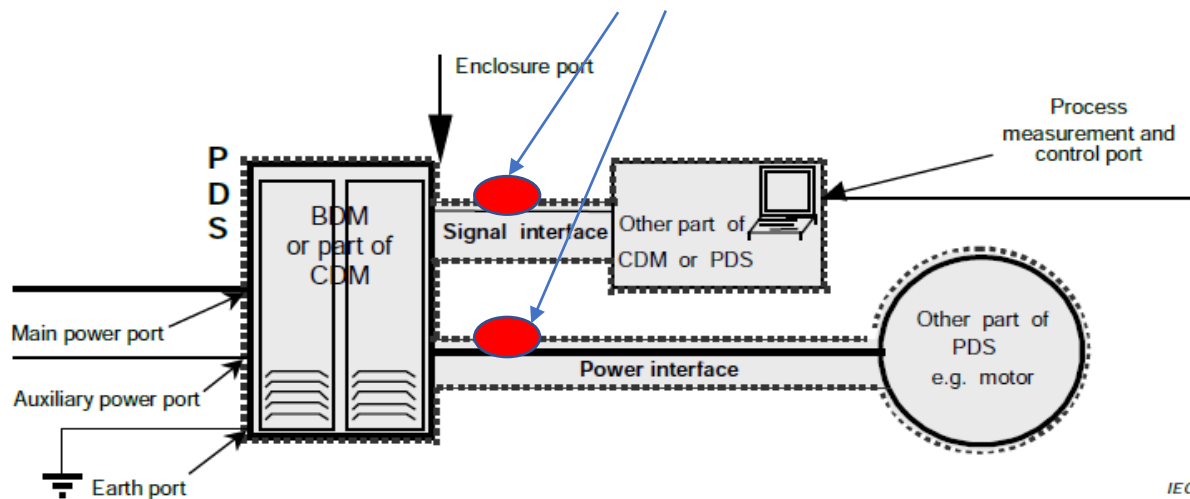 Enclosure port
Process
measurement and
control port
P
D
S
BDM
or part of
CDM
Signal interface
Other part of
CDM or PDS
Main power port
Other part of
PDS
e.g. motor
Power interface
Auxiliary power port
Earth port
IEC